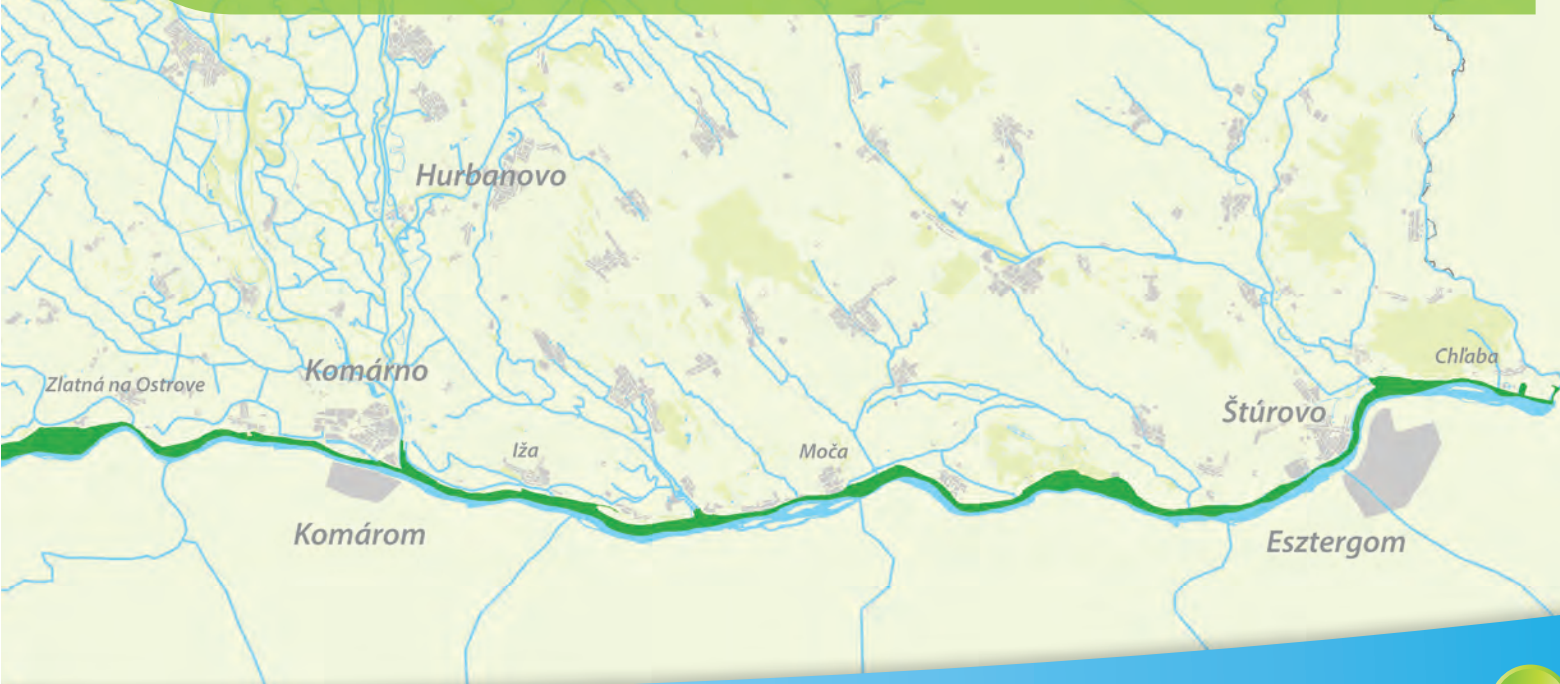 Hurbanovo
Komárno
Zlatná na Ostrove
Chľaba
Štúrovo
Iža
Moča
Komárom
Esztergom